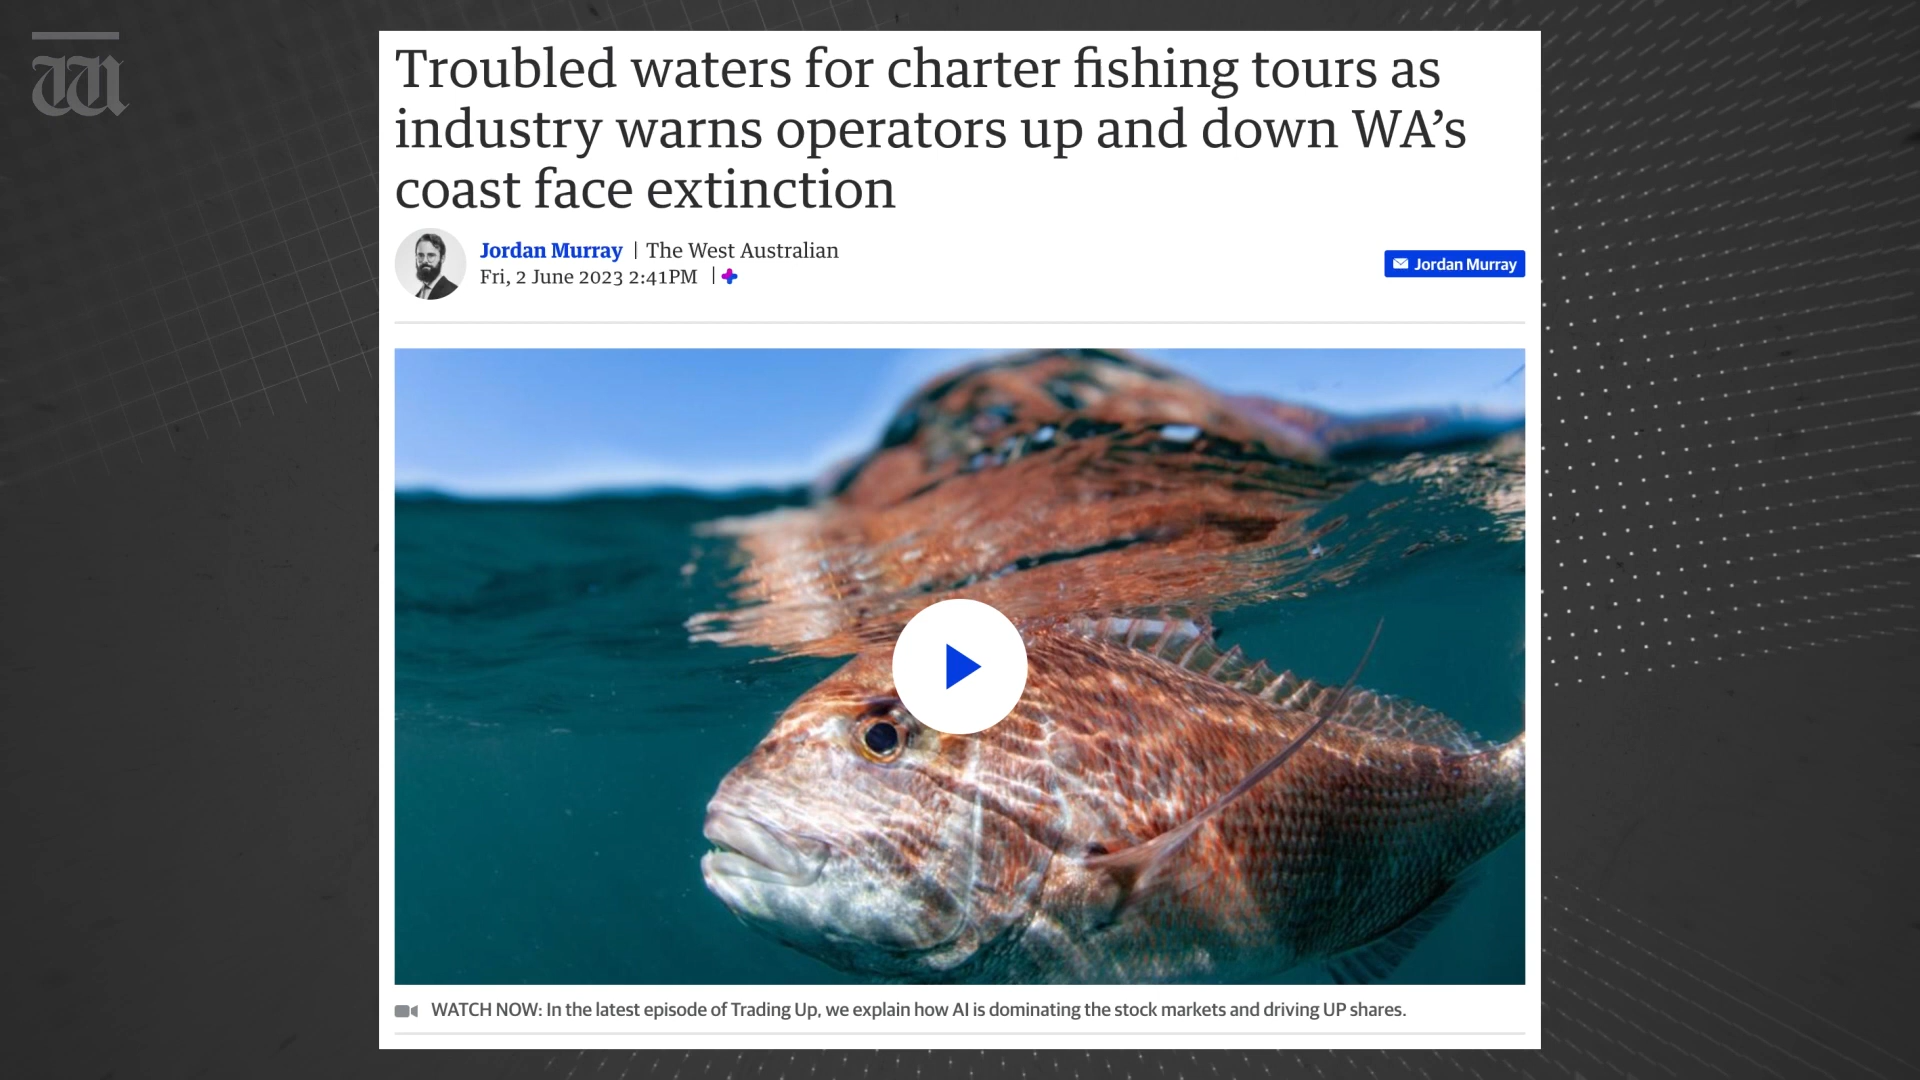 W
Troubled waters for charter fishing tours as
industry warns operators up and down WA’s
coast face extinction
Jordan Murray | The West Australian
Fri, 2 June 2023 2:41PM |
Jordan Murray
WATCH NOW: In the latest episode of Trading Up, we explain how AI is dominating the stock markets and driving UP shares.